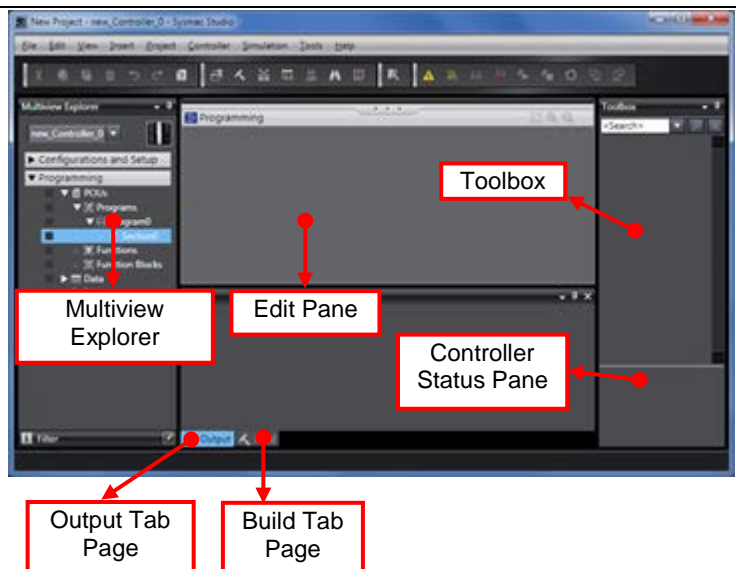 New Project - new_Controller_0 - Sysmac Studio
File Edit View Insert Project Controller Simulation Tools Help
Multiview Explorer
new_Controller_0
Configurations and Setup
Programming
POUs
Programs
Program0
Section0
Functions
Function Blocks
Data
Filter
Programming
Output
Toolbox
<Search>
Toolbox
Multiview
Explorer
Edit Pane
Controller
Status Pane
Output Tab
Page
Build Tab
Page